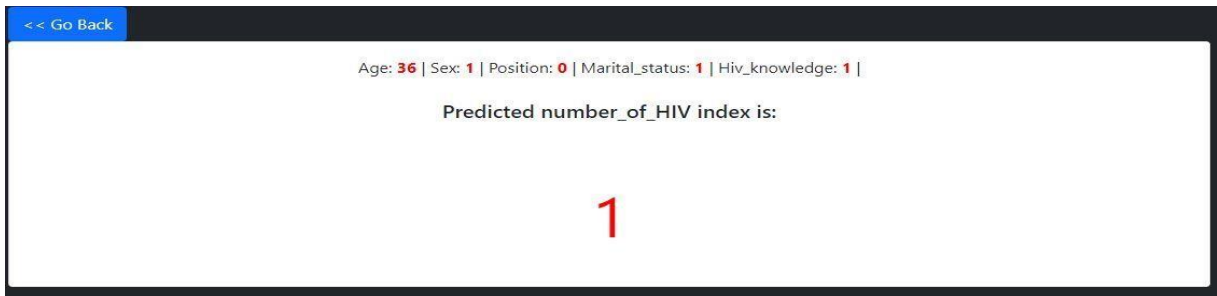 << Go Back
Age: 36 | Sex: 1 | Position: 0 | Marital_status: 1 | Hiv_knowledge: 1 |
Predicted number_of_HIV index is:
1